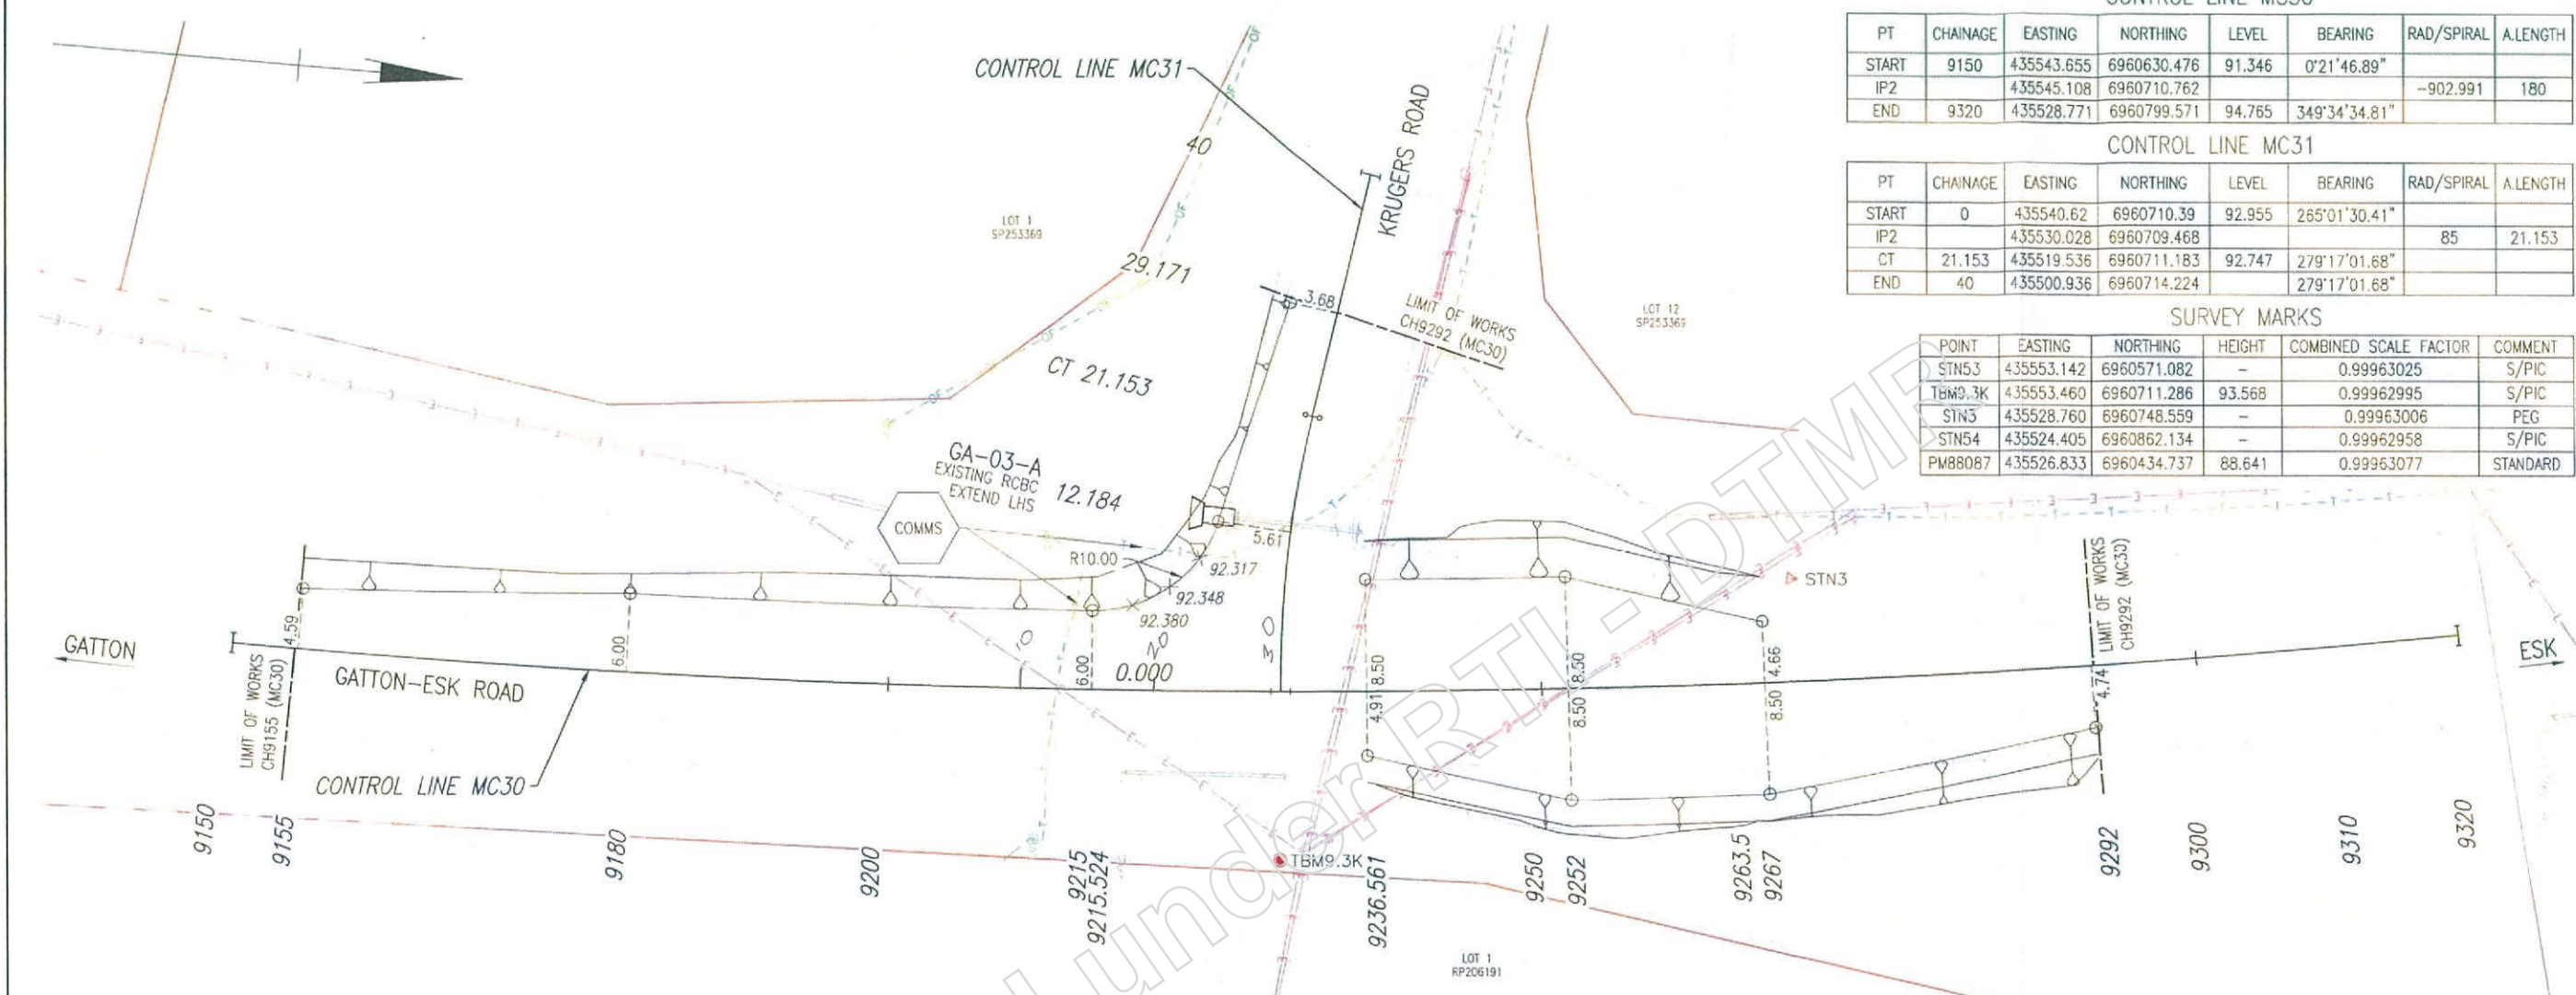 CONTROL LINE MC30
PT CHAINAGE EASTING NORTHING LEVEL BEARING RAD/SPIRAL A.LENGTH
START 9150 435543.655 6960630.476 91.346 0°21'46.89"
IP2 435545.108 6960710.762 -902.991 180
END 9320 435528.771 6960799.571 94.765 349°34'34.81"
CONTROL LINE MC31
PT CHAINAGE EASTING NORTHING LEVEL BEARING RAD/SPIRAL A.LENGTH
START 0 435540.62 6960710.39 92.955 265°01'30.41"
IP2 435530.028 6960709.468 85 21.153
CT 21.153 435519.536 6960711.183 92.747 279°17'01.68"
END 40 435500.936 6960714.224 279°17'01.68"
SURVEY MARKS
POINT EASTING NORTHING HEIGHT COMBINED SCALE FACTOR COMMENT
STN53 435553.142 6960571.082 - 0.99963025 S/PIC
TBM9.3K 435553.460 6960711.286 93.568 0.99962995 S/PIC
STN3 435528.760 6960748.559 - 0.99963006 PEG
STN54 435524.405 6960862.134 - 0.99962958 S/PIC
PM88087 435526.833 6960434.737 88.641 0.99963077 STANDARD
CONTROL LINE MC31
KRUGERS ROAD
40
LOT 1
SP253369
29.171
3.68
LIMIT OF WORKS
CH9292 (MC30)
LOT 12
SP253369
CT 21.153
GA-03-A
EXISTING RCBC
EXTEND LHS
12.184
COMMS
R10.00
5.61
92.317
92.348
92.380
STN3
GATTON
4.59
6.00
6.00
10
20
30
0.000
4.91 8.50
8.50 8.50
8.50 4.66
4.74
LIMIT OF WORKS
CH9292 (MC30)
ESK
LIMIT OF WORKS
CH9155 (MC30)
GATTON-ESK ROAD
CONTROL LINE MC30
TBM9.3K
9150
9155
9180
9200
9215
9215.524
9236.561
9250
9252
9263.5
9267
9292
9300
9310
9320
LOT 1
RP206191
under RTI - DTMR